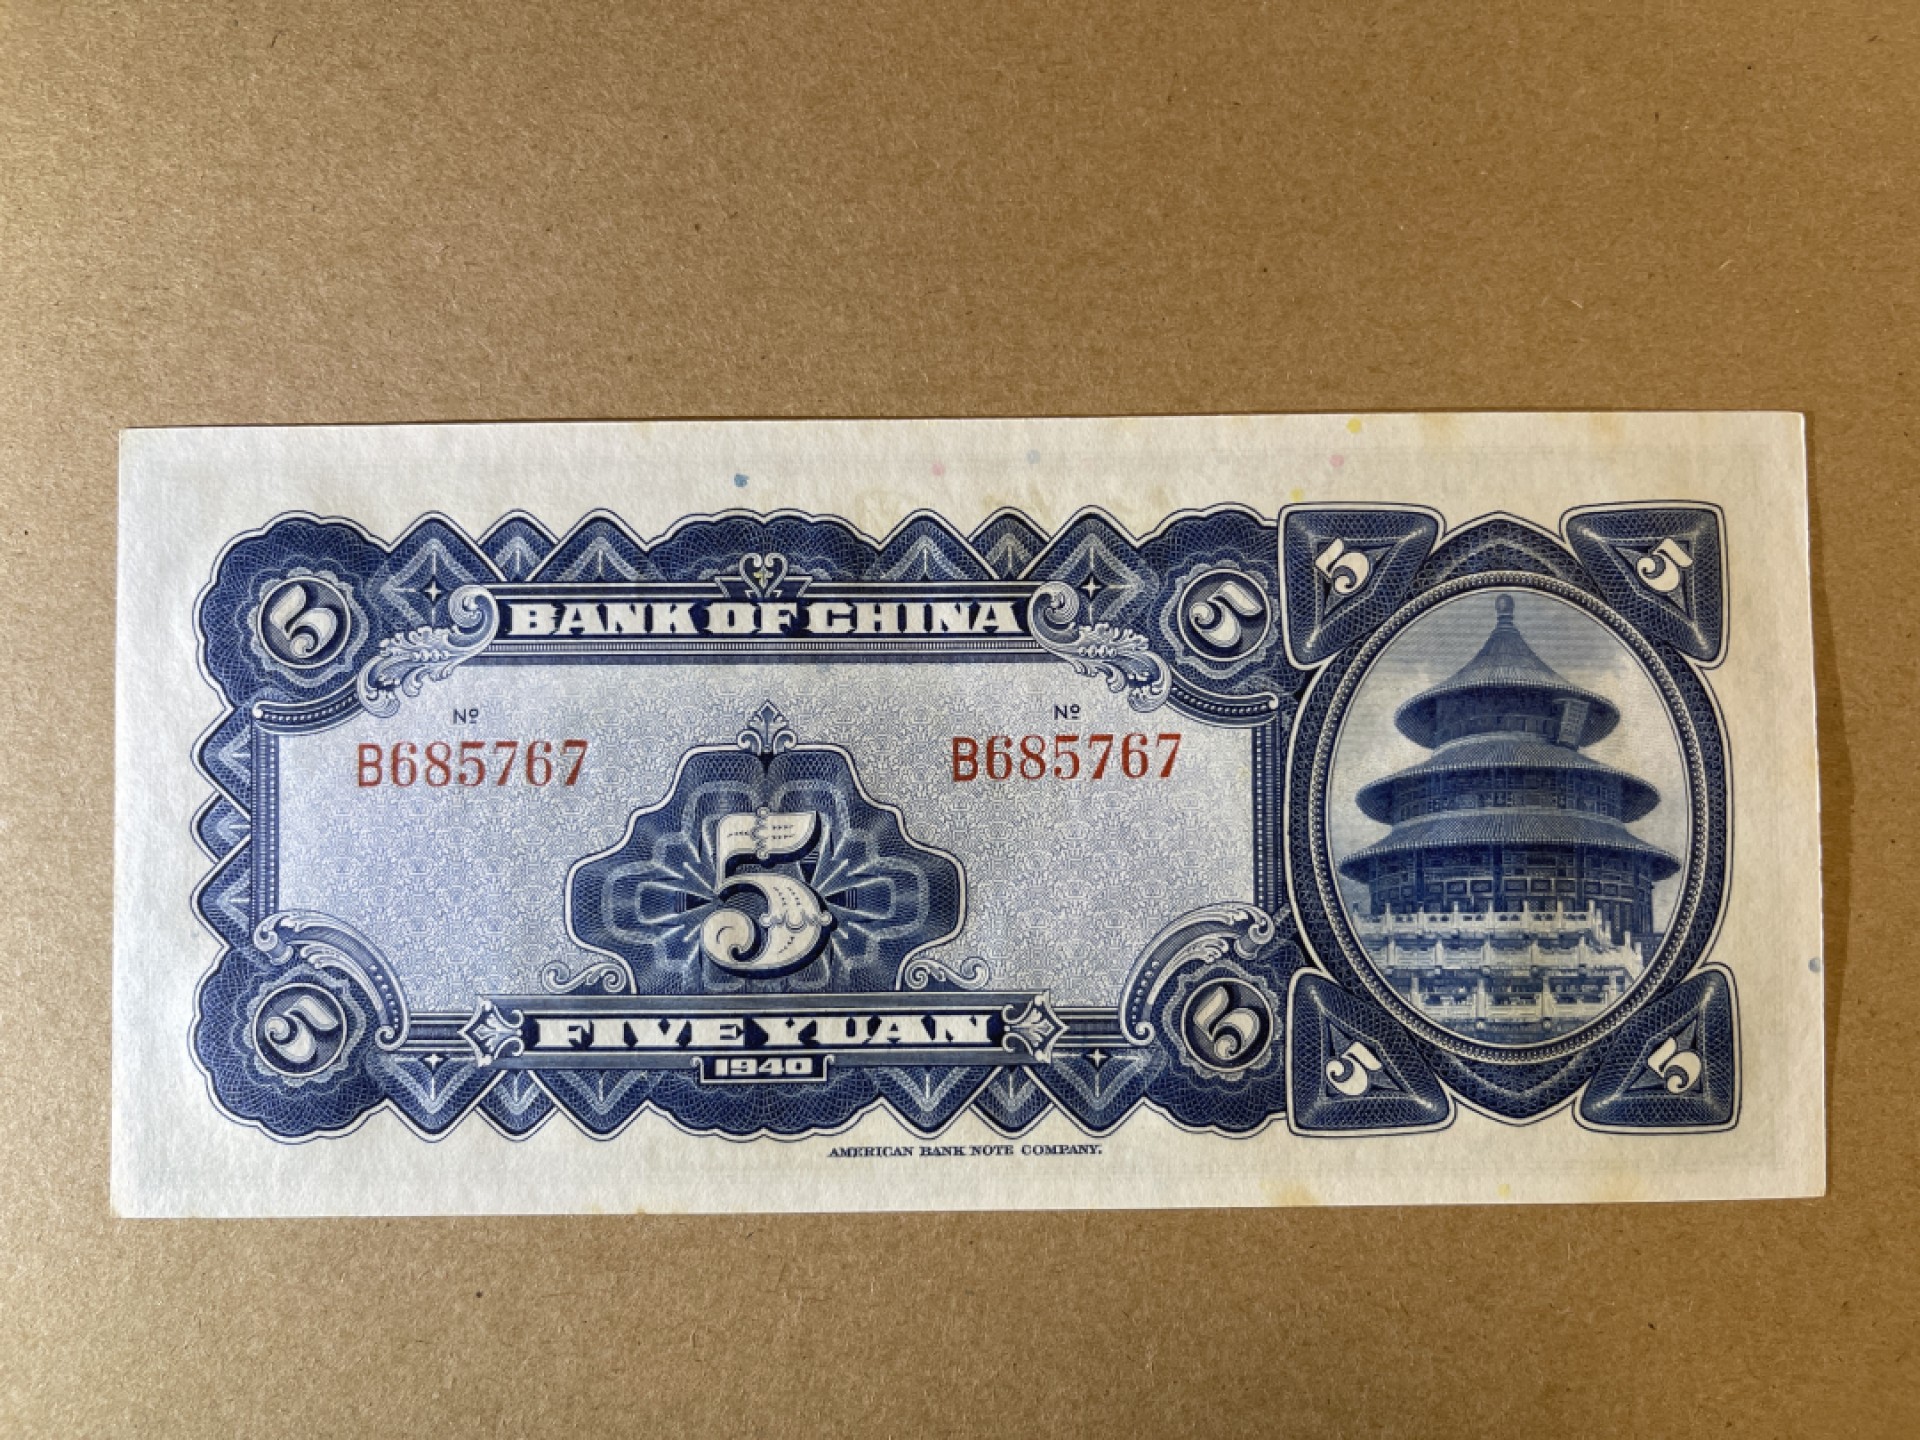 5 BANK OF CHINA 5 5 5
Nº Nº
B685767 B685767
5
5 FIVE YUAN 5 5 5
1940
AMERICAN BANK NOTE COMPANY.